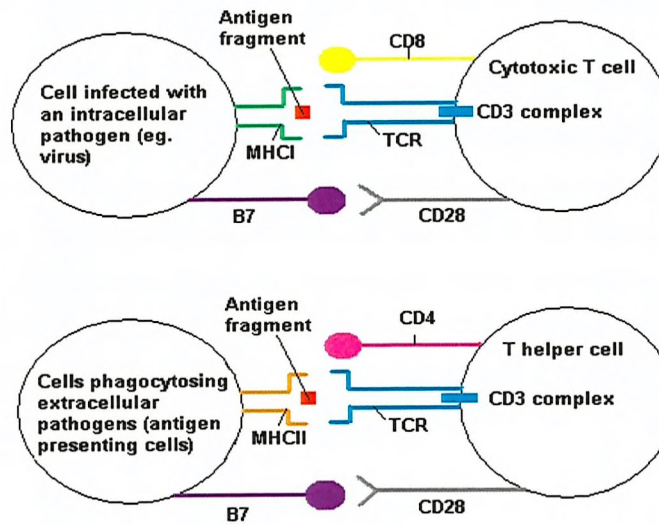 Antigen
fragment
CD8
Cell infected with
an intracellular
pathogen (eg.
virus)
Cytotoxic T cell
CD3 complex
MHCI
TCR
B7
CD28
Antigen
fragment
CD4
T helper cell
Cells phagocytosing
extracellular
pathogens (antigen
presenting cells)
CD3 complex
MHCII
TCR
B7
CD28